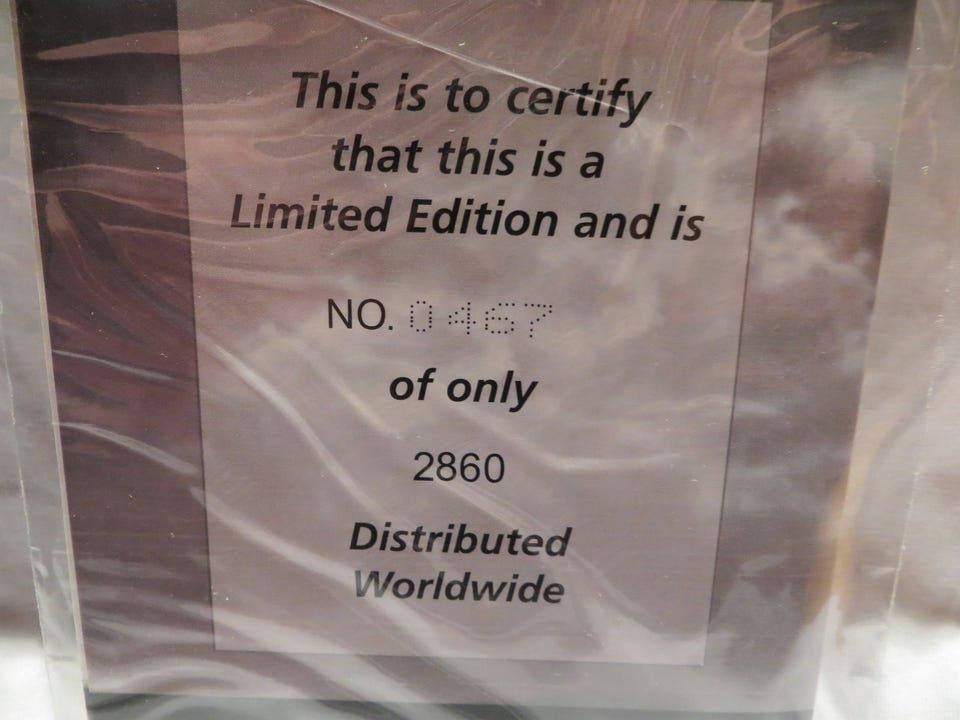 This is to certify
that this is a
Limited Edition and is
NO. 0467
of only
2860
Distributed
Worldwide